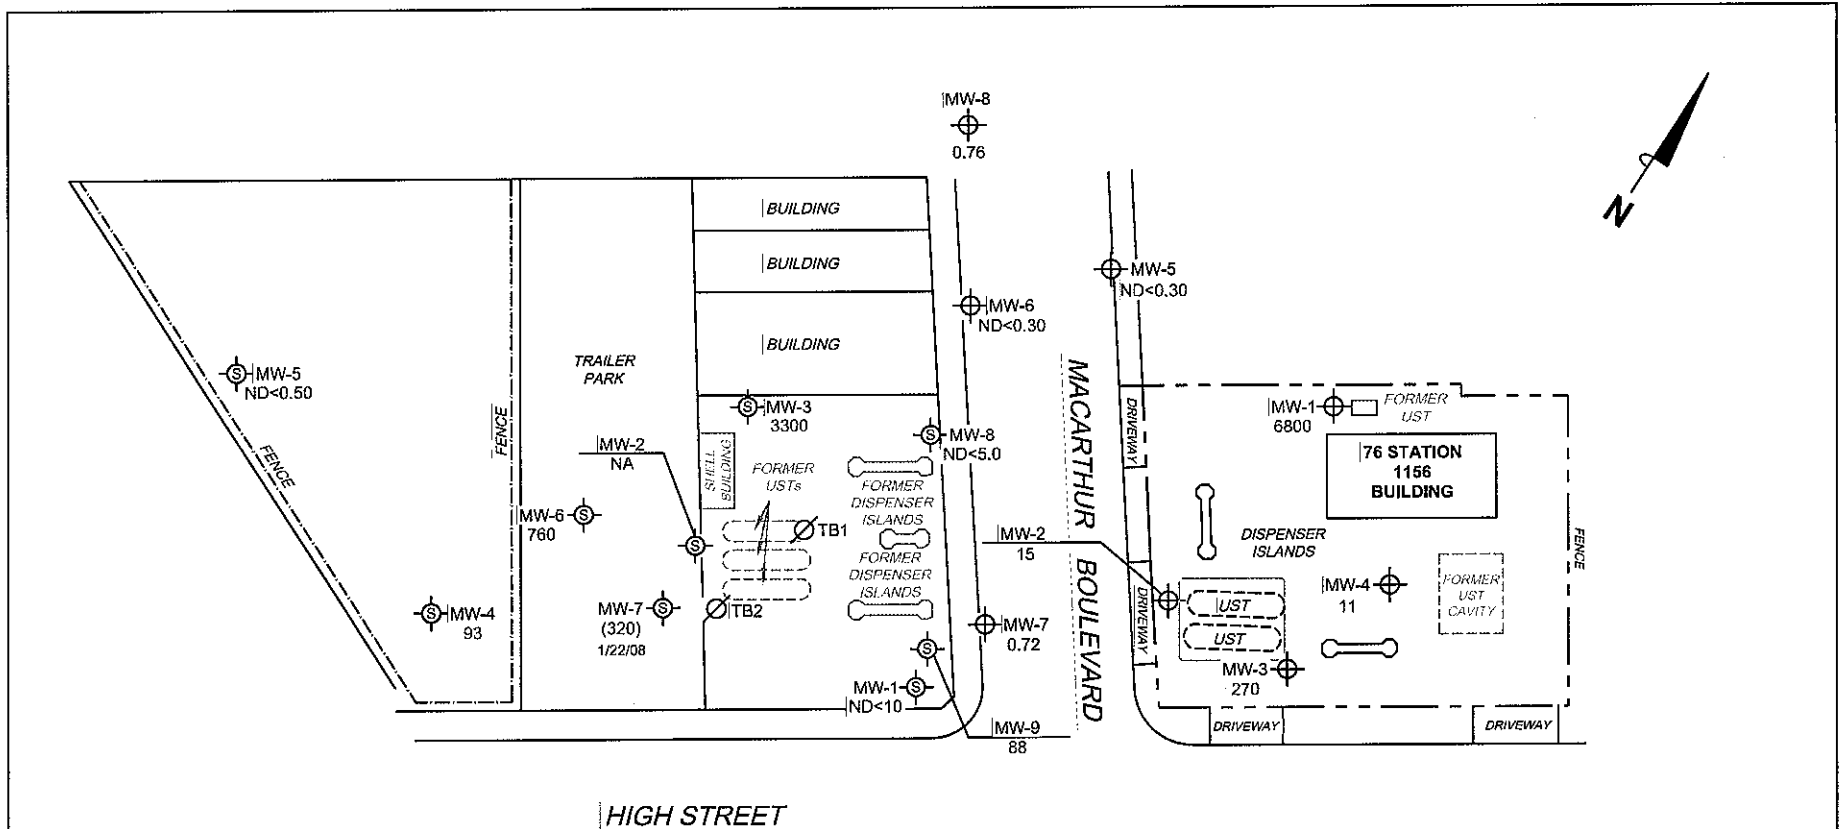 MW-8
0.76
N
BUILDING
BUILDING
BUILDING
MW-5
ND<0.30
MW-6
ND<0.30
TRAILER
PARK
MW-5
ND<0.50
FENCE
FENCE
MW-3
3300
MW-8
ND<5.0
MW-2
NA
SHELL
BUILDING
FORMER
USTs
FORMER
DISPENSER
ISLANDS
FORMER
DISPENSER
ISLANDS
MW-6
760
TB1
TB2
MW-7
(320)
1/22/08
MW-4
93
MW-1
ND<10
MW-9
88
MW-7
0.72
MW-2
15
MACARTHUR BOULEVARD
DRIVEWAY
DRIVEWAY
MW-1
6800
FORMER
UST
76 STATION
1156
BUILDING
DISPENSER
ISLANDS
FENCE
UST
UST
MW-4
11
FORMER
UST
CAVITY
MW-3
270
DRIVEWAY
DRIVEWAY
HIGH STREET